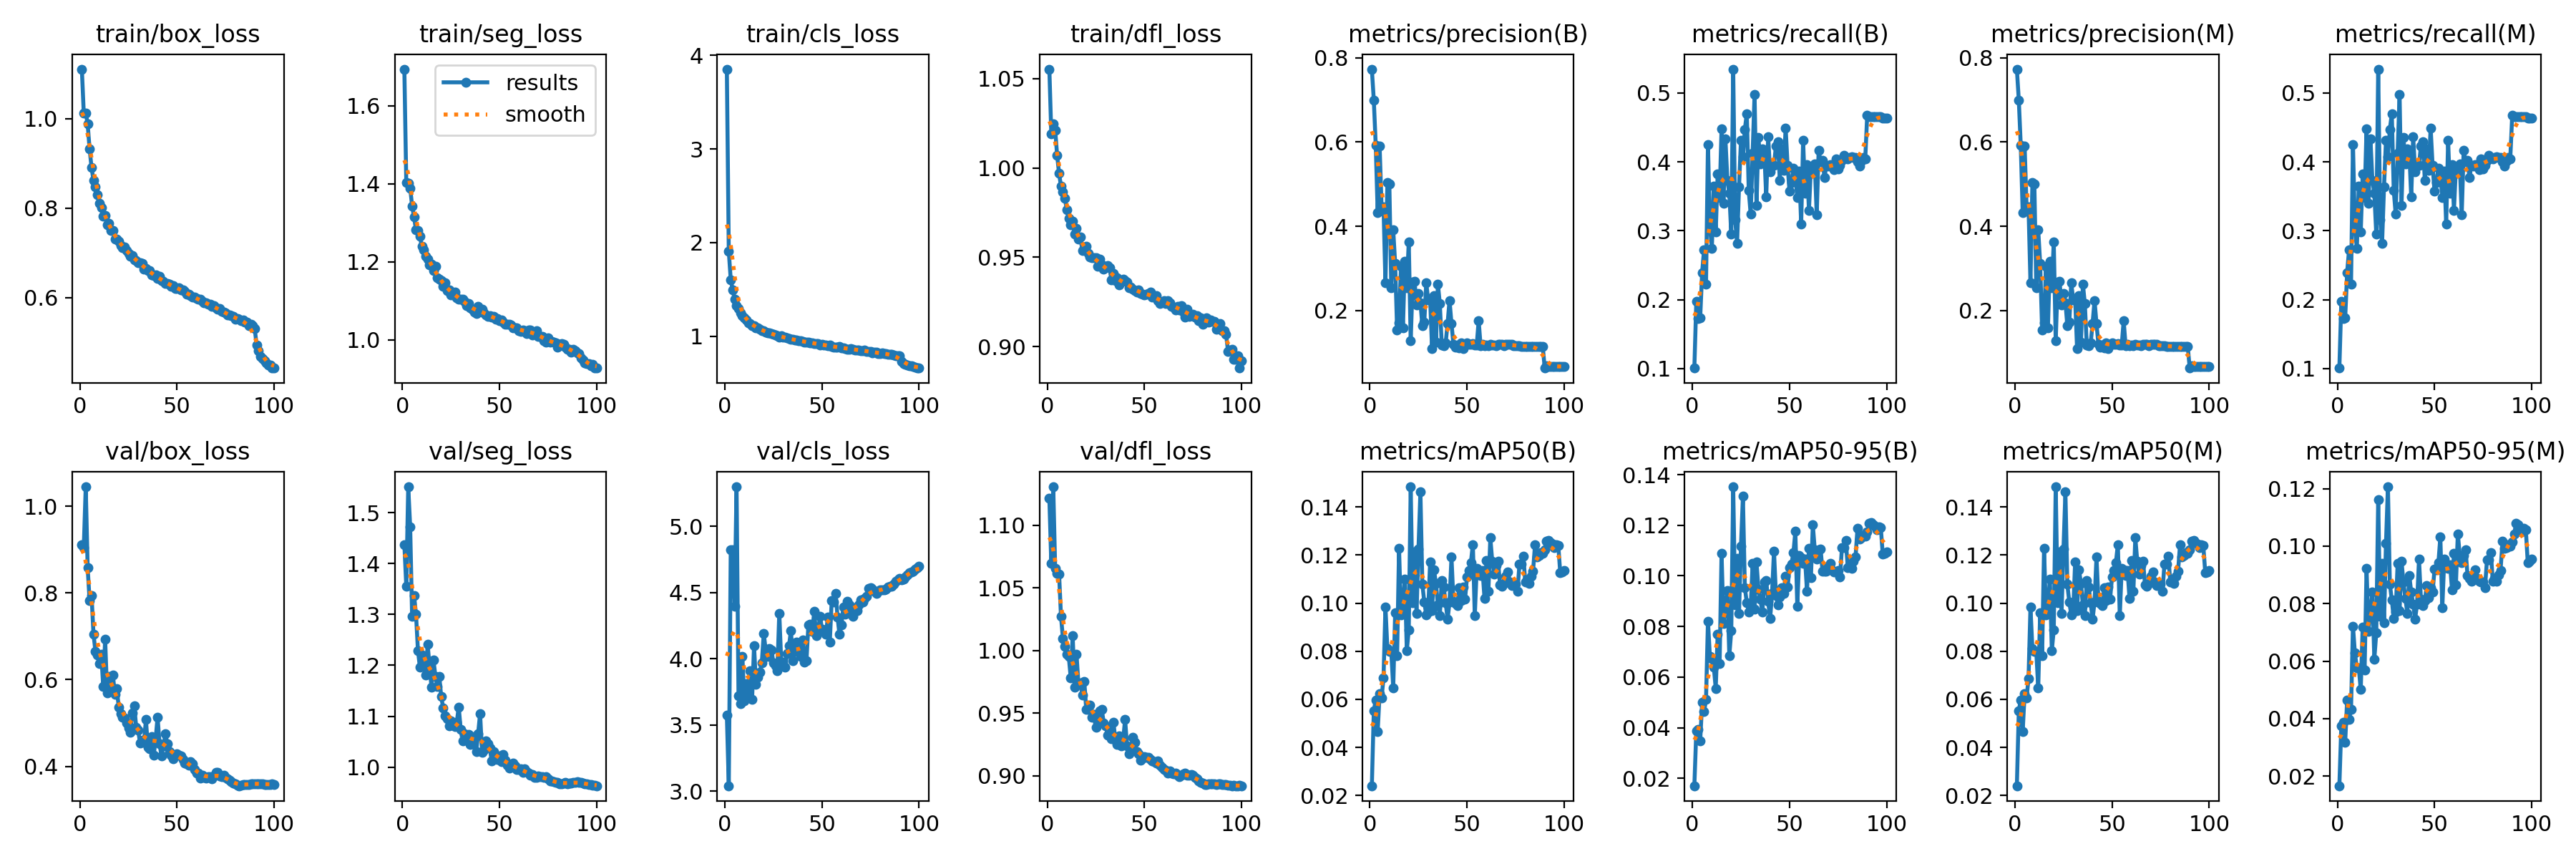 train/box_loss
train/seg_loss
train/cls_loss
train/dfl_loss
metrics/precision(B)
metrics/recall(B)
metrics/precision(M)
metrics/recall(M)
results
smooth
1.0
0.8
0.6
0 50 100
1.6
1.4
1.2
1.0
0 50 100
4
3
2
1
0 50 100
1.05
1.00
0.95
0.90
0 50 100
0.8
0.6
0.4
0.2
0 50 100
0.5
0.4
0.3
0.2
0.1
0 50 100
0.8
0.6
0.4
0.2
0 50 100
0.5
0.4
0.3
0.2
0.1
0 50 100
val/box_loss
val/seg_loss
val/cls_loss
val/dfl_loss
metrics/mAP50(B)
metrics/mAP50-95(B)
metrics/mAP50(M)
metrics/mAP50-95(M)
1.0
0.8
0.6
0.4
0 50 100
1.5
1.4
1.3
1.2
1.1
1.0
0 50 100
5.0
4.5
4.0
3.5
3.0
0 50 100
1.10
1.05
1.00
0.95
0.90
0 50 100
0.14
0.12
0.10
0.08
0.06
0.04
0.02
0 50 100
0.14
0.12
0.10
0.08
0.06
0.04
0.02
0 50 100
0.14
0.12
0.10
0.08
0.06
0.04
0.02
0 50 100
0.12
0.10
0.08
0.06
0.04
0.02
0 50 100